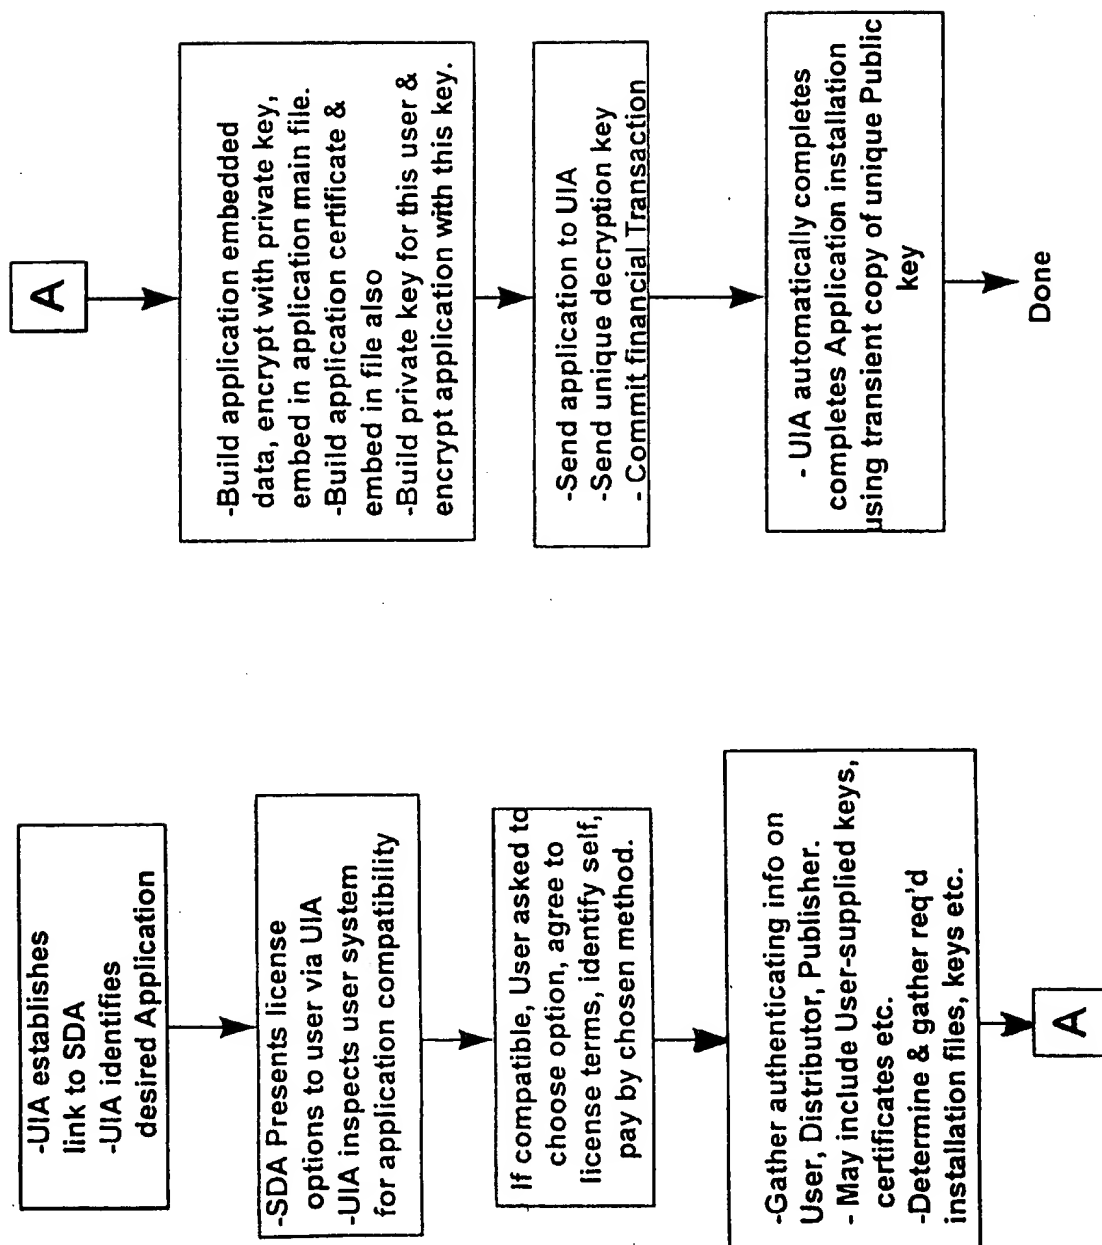 -UIA establishes
link to SDA
-UIA identifies
desired Application
-SDA Presents license
options to user via UIA
-UIA inspects user system
for application compatibility
If compatible, User asked to
choose option, agree to
license terms, identify self,
pay by chosen method.
-Gather authenticating info on
User, Distributor, Publisher.
- May include User-supplied keys,
certificates etc.
-Determine & gather req'd
installation files, keys etc.
A
A
-Build application embedded
data, encrypt with private key,
embed in application main file.
-Build application certificate &
embed in file also
-Build private key for this user &
encrypt application with this key.
-Send application to UIA
-Send unique decryption key
- Commit financial Transaction
- UIA automatically completes
completes Application installation
using transient copy of unique Public
key
Done